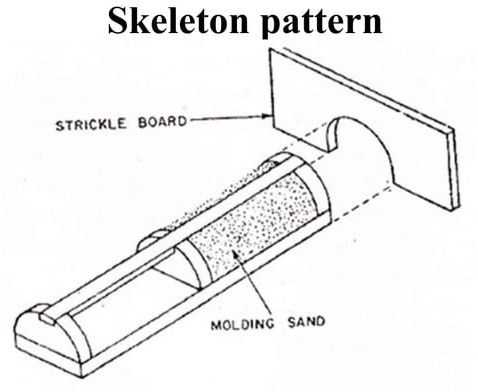 Skeleton pattern
STRICKLE BOARD
MOLDING SAND